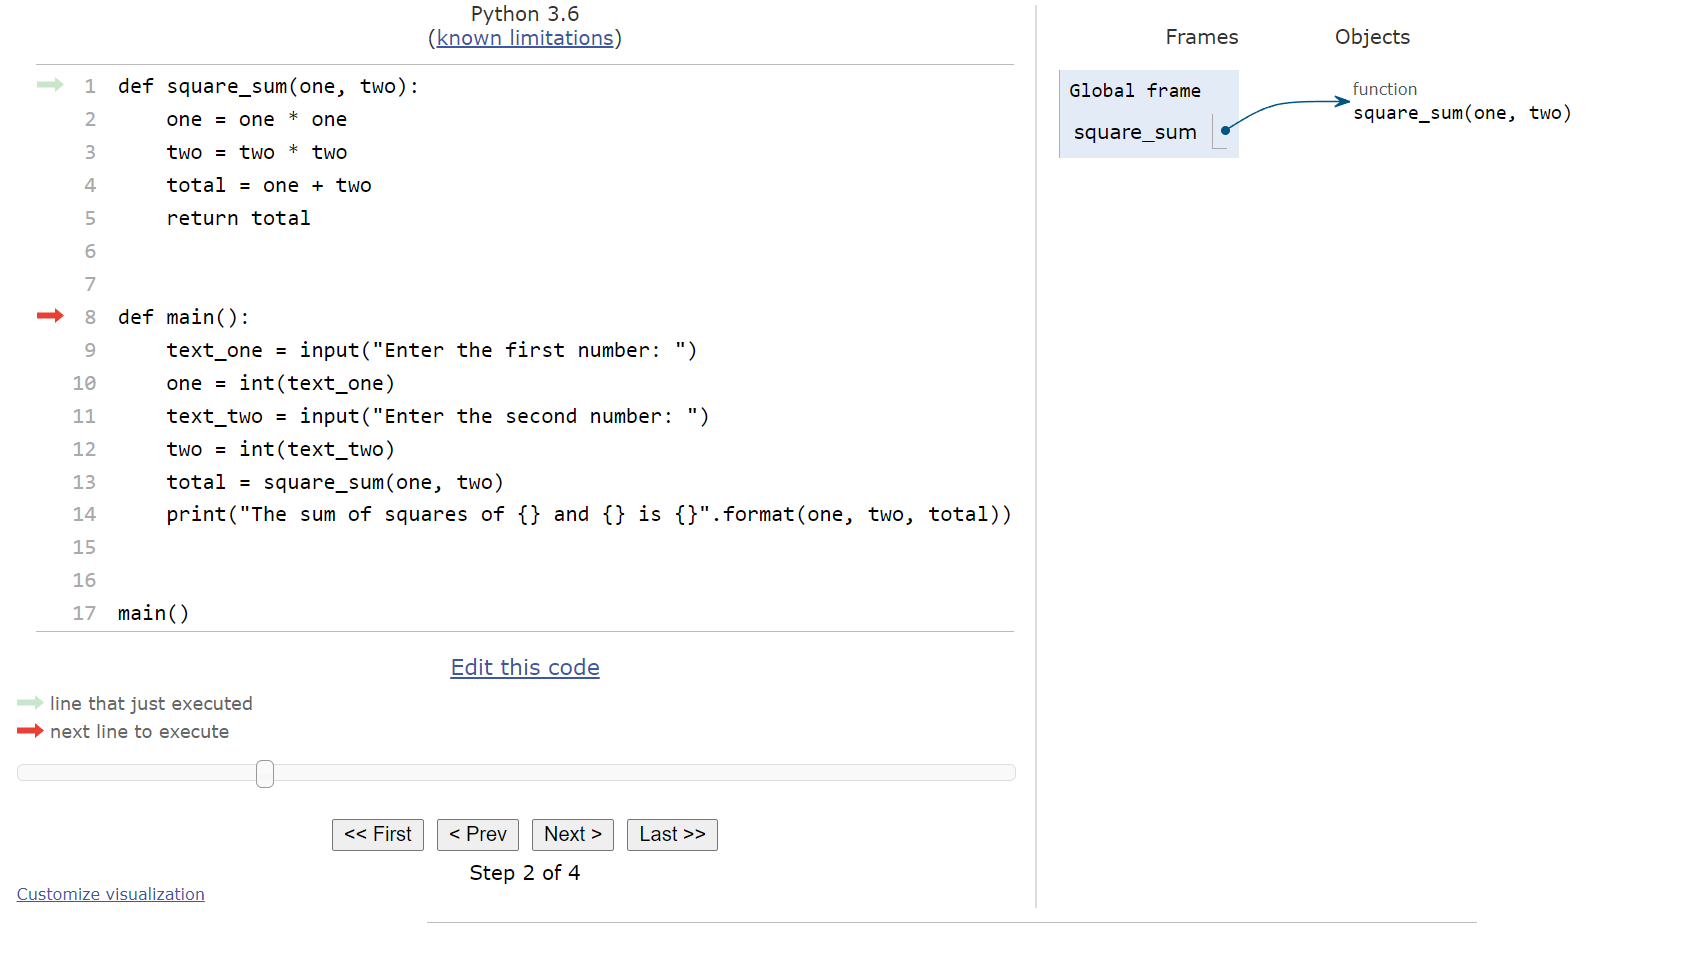 Python 3.6
(known limitations)
1 def square_sum(one, two):
2     one = one * one
3     two = two * two
4     total = one + two
5     return total
6
7
8 def main():
9     text_one = input("Enter the first number: ")
10     one = int(text_one)
11     text_two = input("Enter the second number: ")
12     two = int(text_two)
13     total = square_sum(one, two)
14     print("The sum of squares of {} and {} is {}".format(one, two, total))
15
16
17 main()
Edit this code
line that just executed
next line to execute
<< First < Prev Next > Last >>
Step 2 of 4
Customize visualization
Frames Objects
Global frame
square_sum
function
square_sum(one, two)